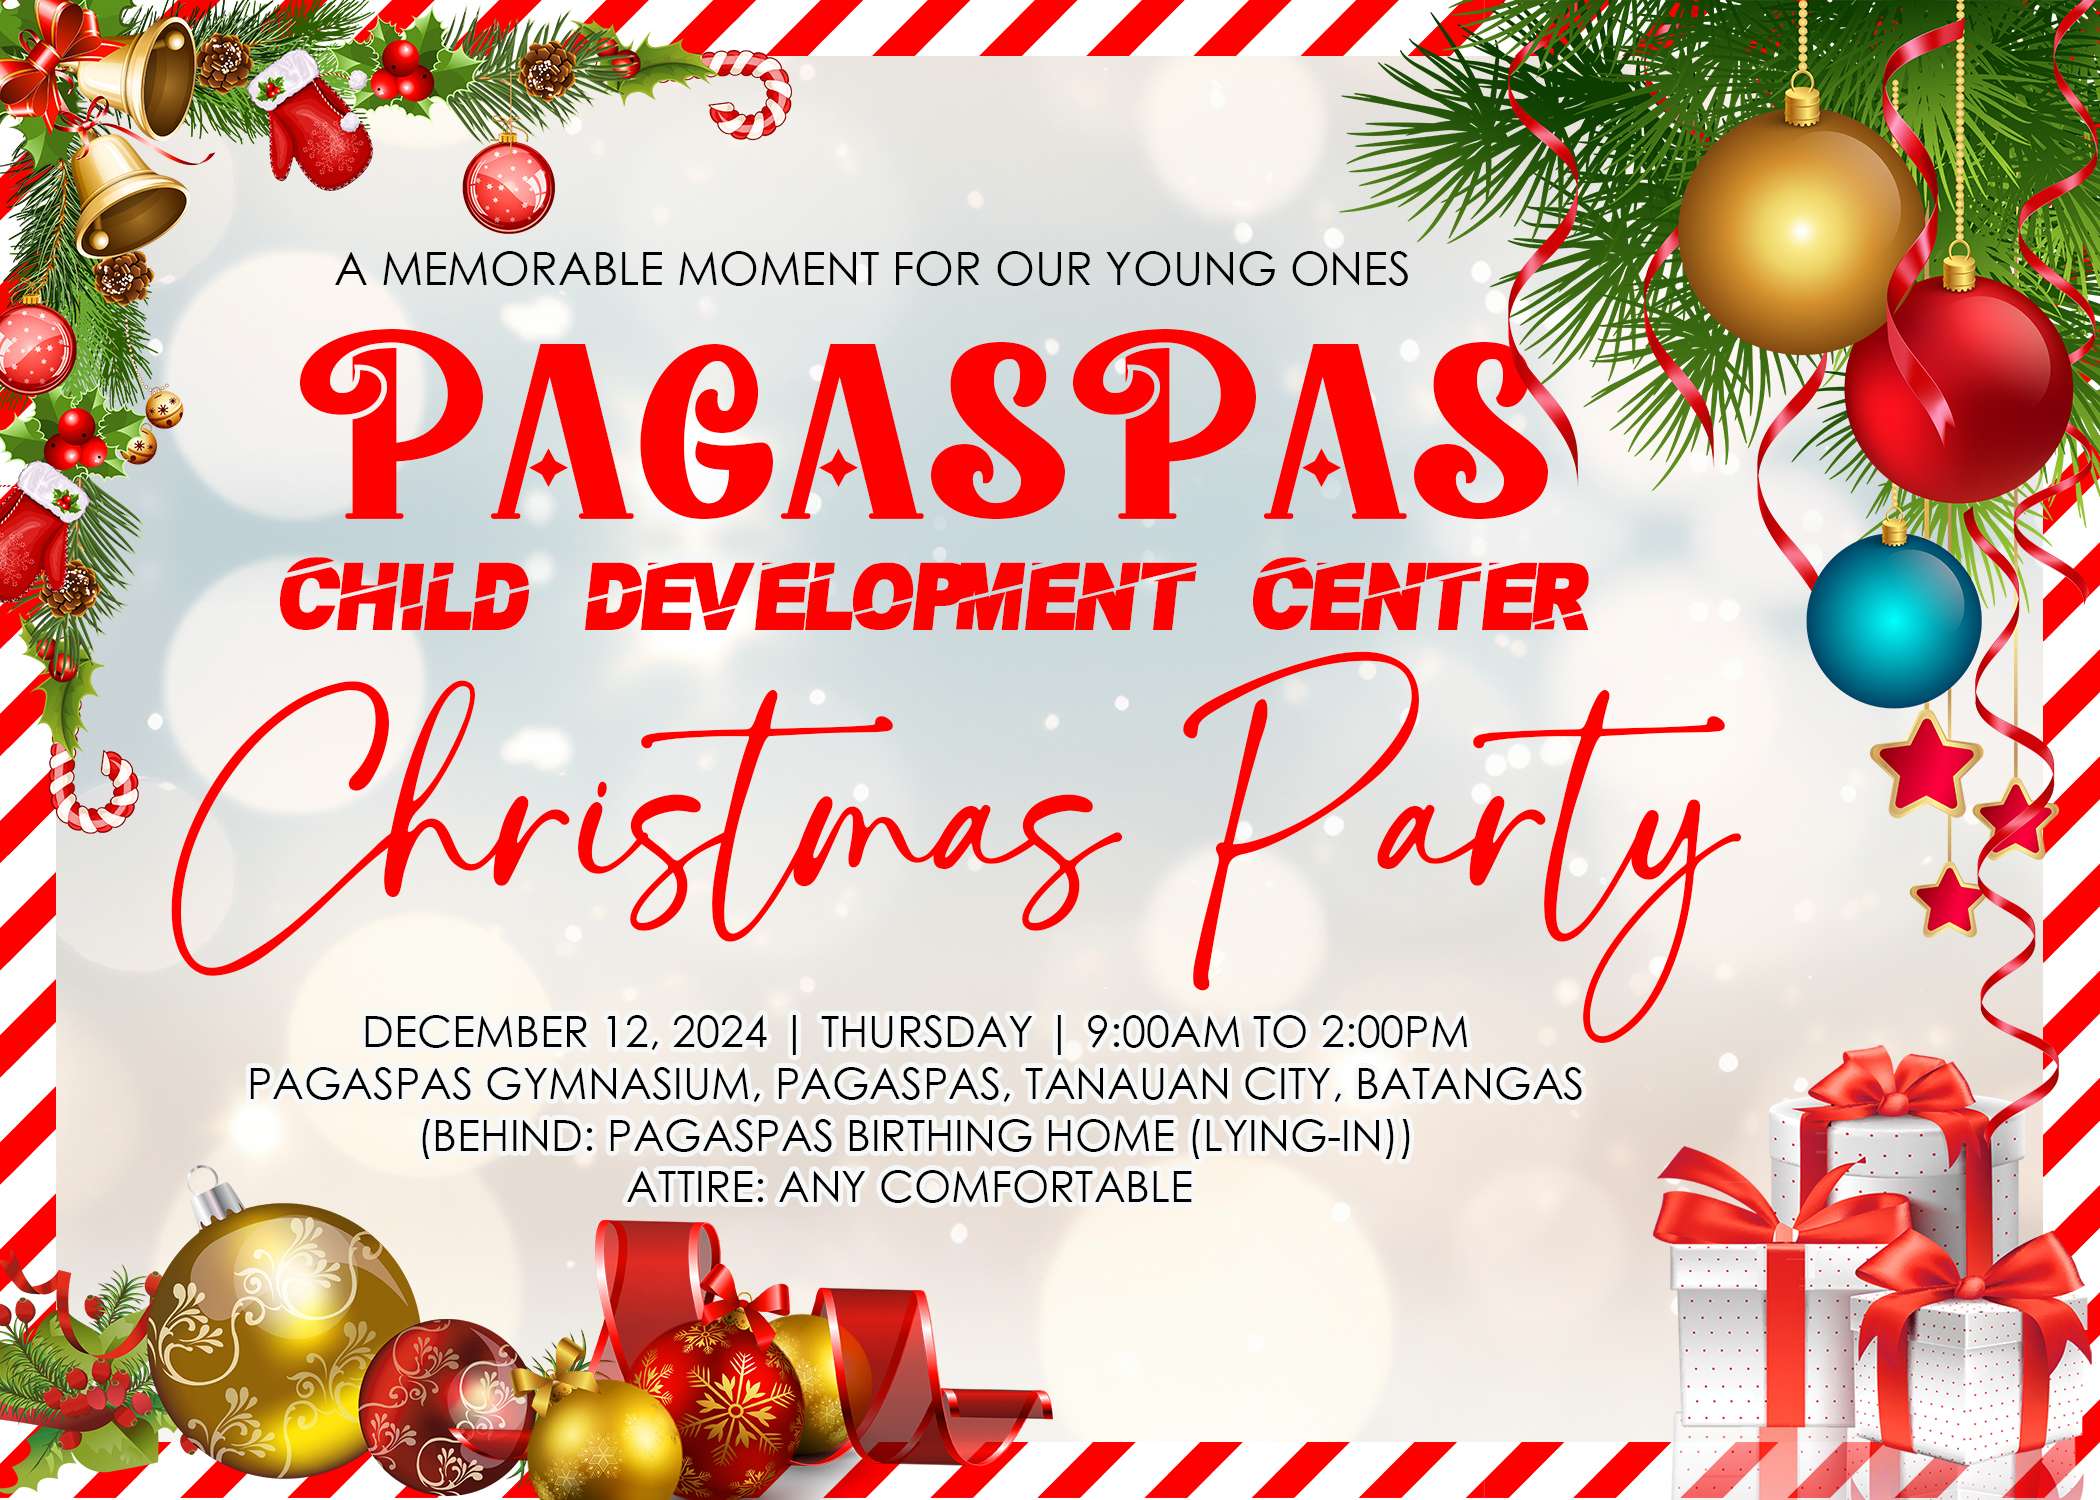 A MEMORABLE MOMENT FOR OUR YOUNG ONES
PAGASPAS
CHILD DEVELOPMENT CENTER
Christmas Party
DECEMBER 12, 2024 | THURSDAY | 9:00AM TO 2:00PM
PAGASPAS GYMNASIUM, PAGASPAS, TANAUAN CITY, BATANGAS
(BEHIND: PAGASPAS BIRTHING HOME (LYING-IN))
ATTIRE: ANY COMFORTABLE